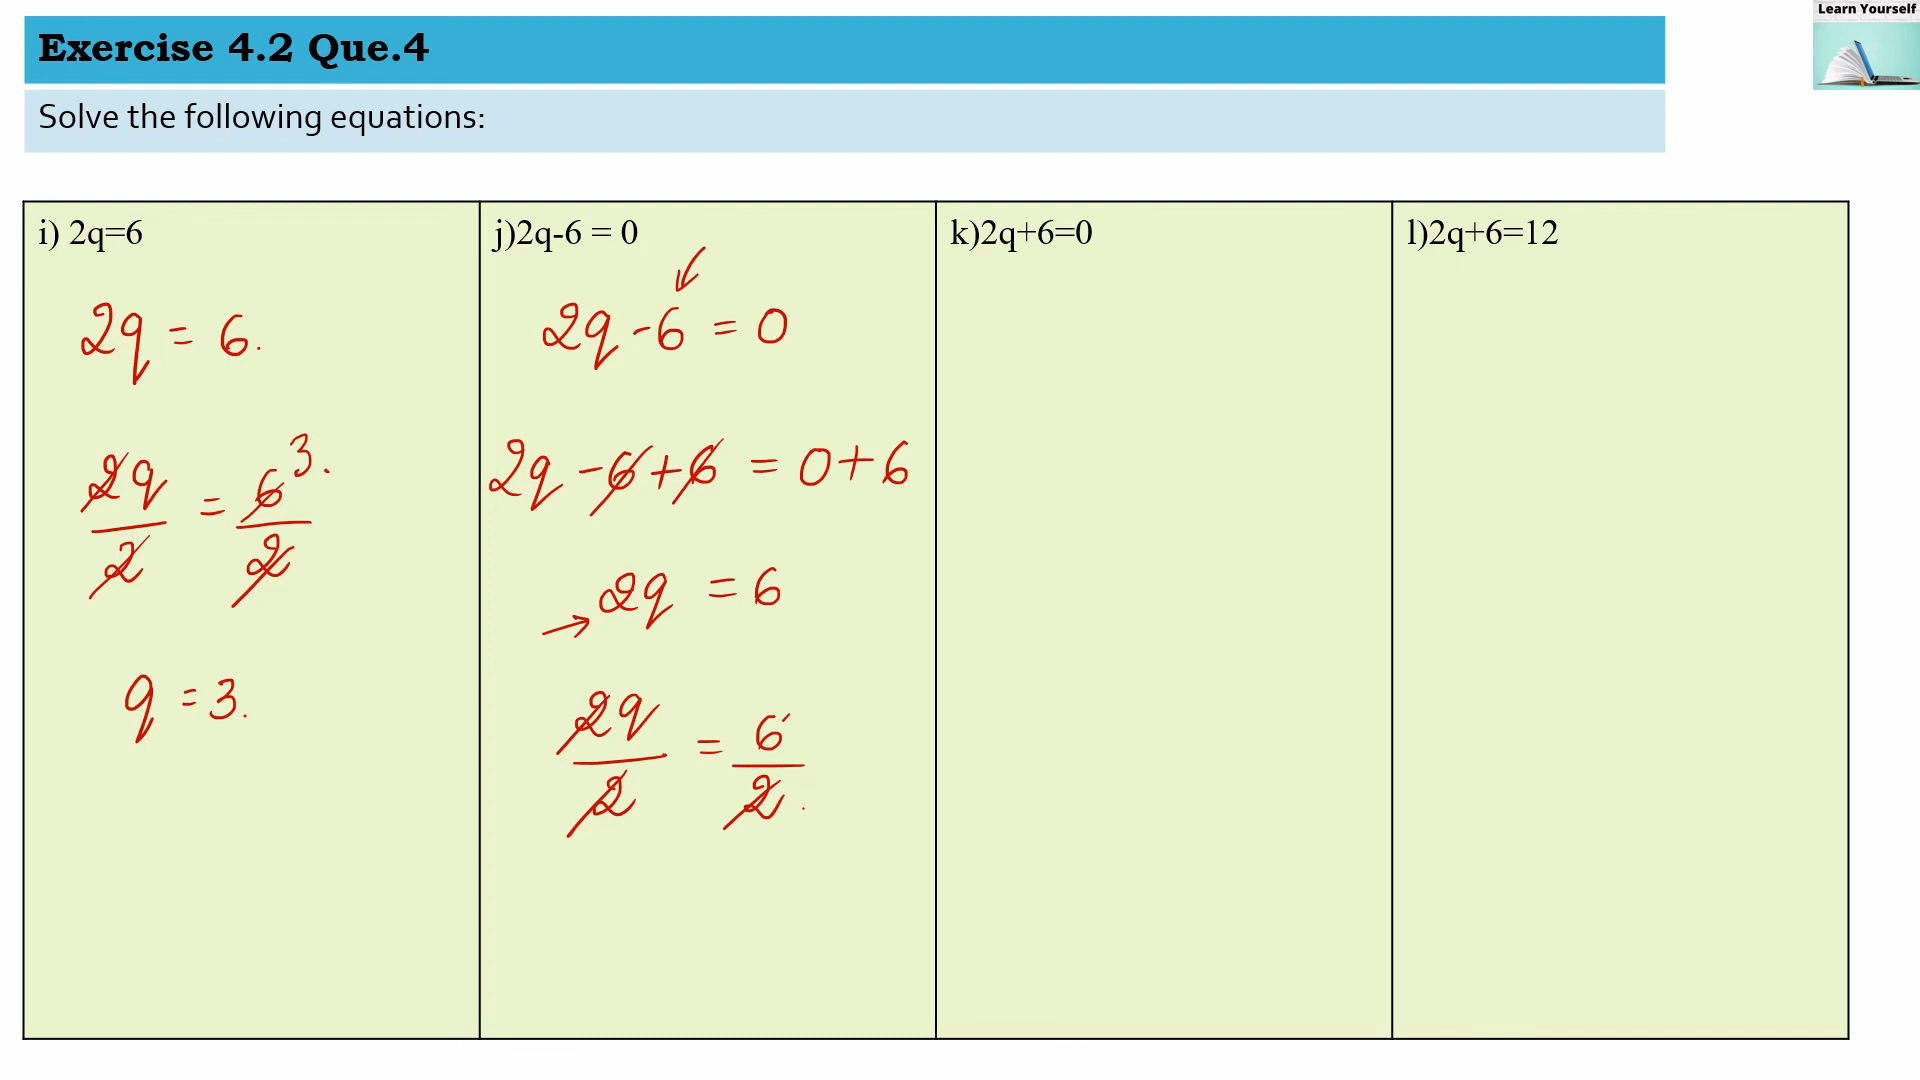 Learn Yourself
Exercise 4.2 Que.4
Solve the following equations:
i) 2q=6
2q = 6.
2q/2 = 6/2 3.
q = 3.
j)2q-6 = 0
2q - 6 = 0
2q - 6 + 6 = 0 + 6
→ 2q = 6
2q/2 = 6/2
k)2q+6=0
l)2q+6=12